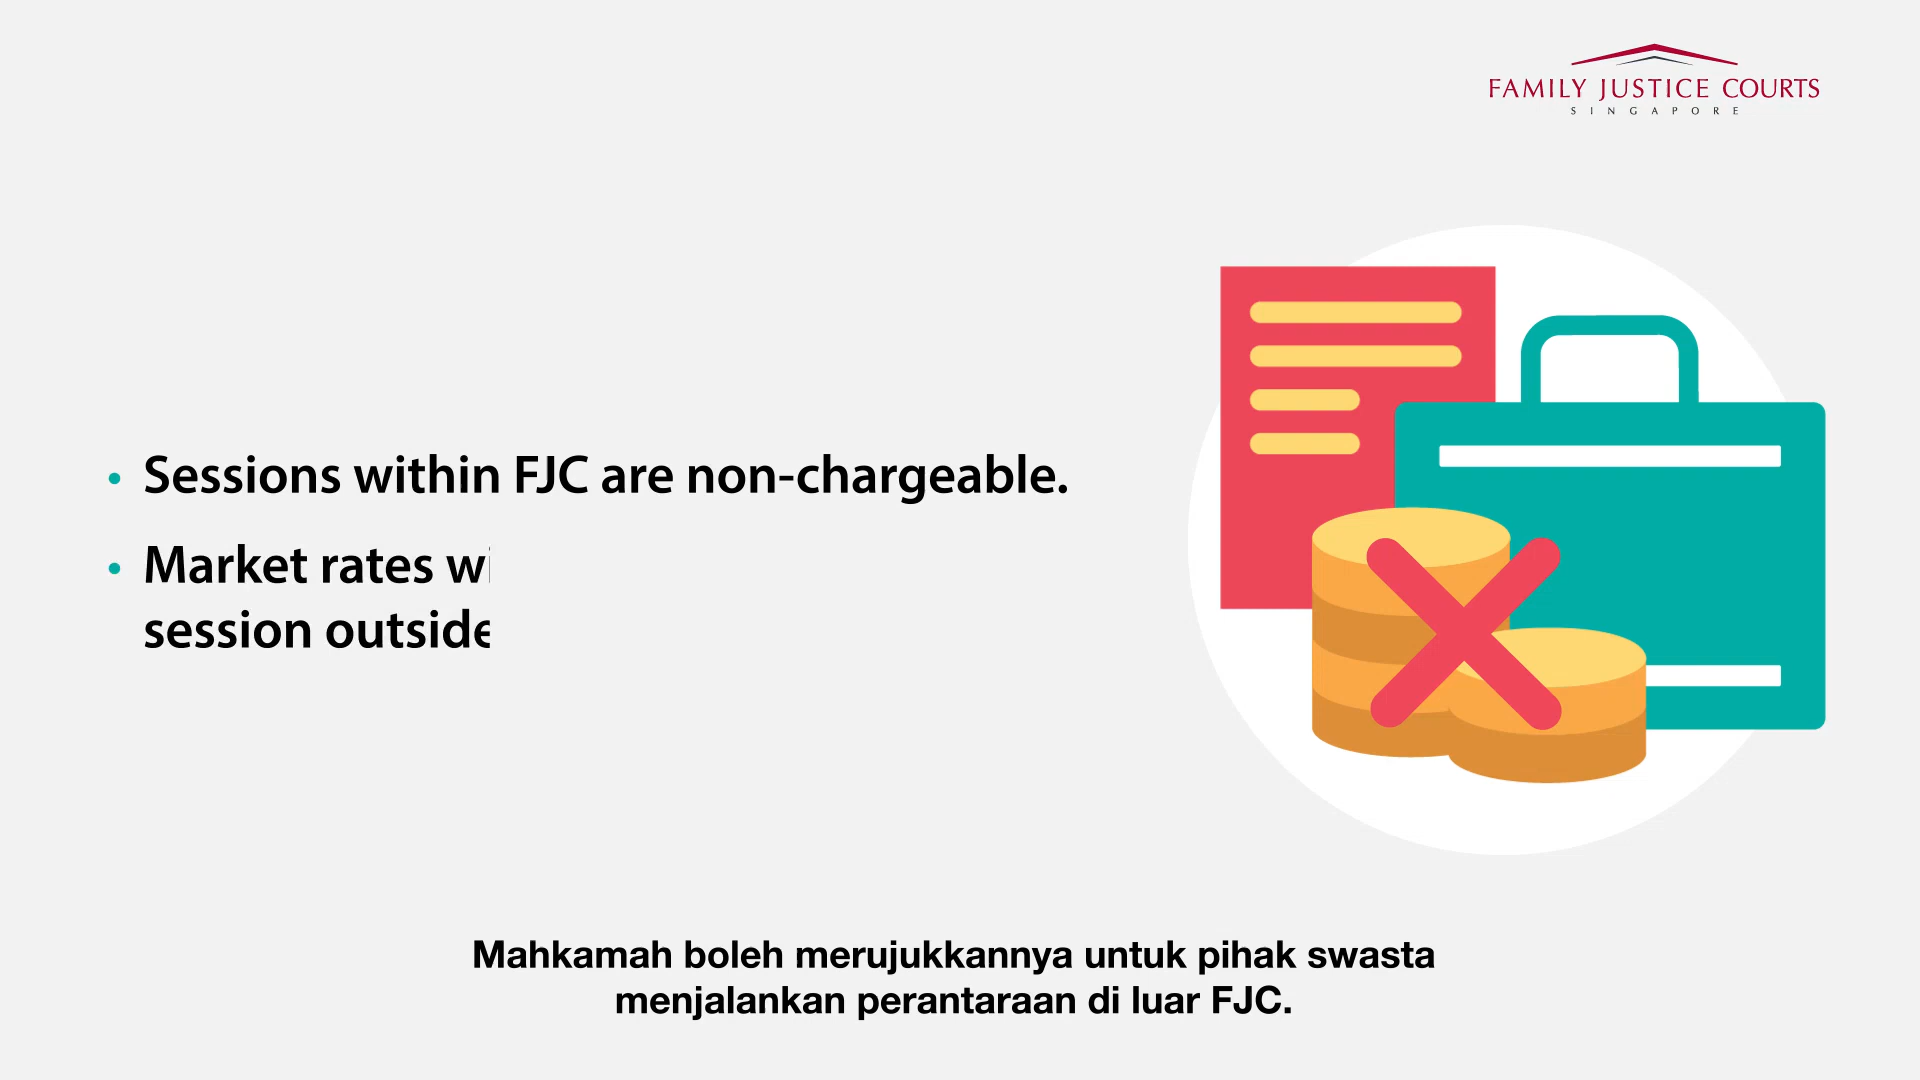 FAMILY JUSTICE COURTS
SINGAPORE
• Sessions within FJC are non-chargeable.
• Market rates
session outside
Mahkamah boleh merujukkannya untuk pihak swasta
menjalankan perantaraan di luar FJC.